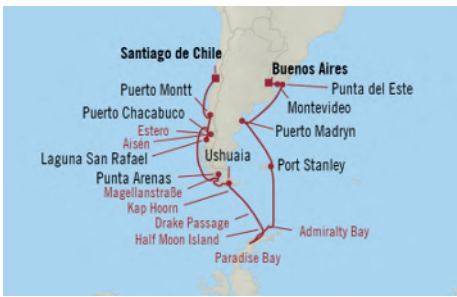 Santiago de Chile
Buenos Aires
Puerto Montt
Punta del Este
Montevideo
Puerto Chacabuco
Estero
Aisén
Puerto Madryn
Laguna San Rafael
Ushuaia
Port Stanley
Punta Arenas
Magellanstraße
Kap Hoorn
Drake Passage
Admiralty Bay
Half Moon Island
Paradise Bay